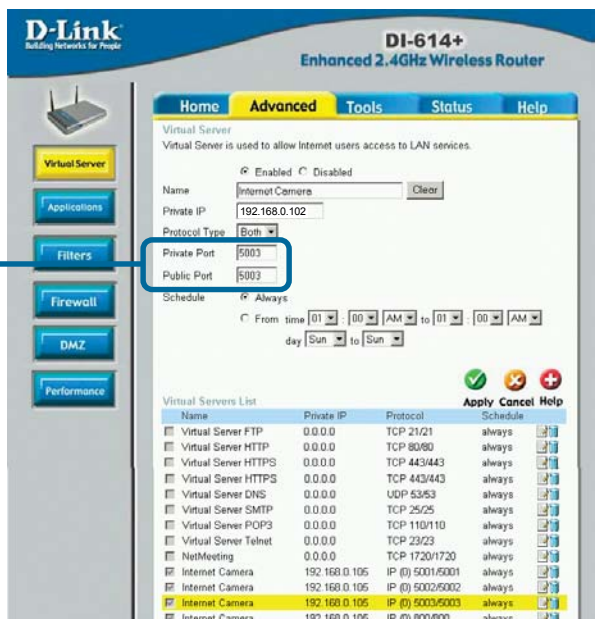 D-Link
Building Networks for People
DI-614+
Enhanced 2.4GHz Wireless Router
Home Advanced Tools Status Help
Virtual Server
Applications
Filters
Firewall
DMZ
Performance
Virtual Server
Virtual Server is used to allow Internet users access to LAN services.
Enabled Disabled
Name Internet Camera Clear
Private IP 192.168.0.102
Protocol Type Both
Private Port 5003
Public Port 5003
Schedule Always
From time 01 : 00 AM to 01 : 00 AM
day Sun to Sun
Apply Cancel Help
Virtual Servers List
Name Private IP Protocol Schedule
Virtual Server FTP 0.0.0.0 TCP 21/21 always
Virtual Server HTTP 0.0.0.0 TCP 80/80 always
Virtual Server HTTPS 0.0.0.0 TCP 443/443 always
Virtual Server HTTPS 0.0.0.0 TCP 443/443 always
Virtual Server DNS 0.0.0.0 UDP 53/53 always
Virtual Server SMTP 0.0.0.0 TCP 25/25 always
Virtual Server POP3 0.0.0.0 TCP 110/110 always
Virtual Server Telnet 0.0.0.0 TCP 23/23 always
NetMeeting 0.0.0.0 TCP 1720/1720 always
Internet Camera 192.168.0.105 IP (0) 5001/5001 always
Internet Camera 192.168.0.105 IP (0) 5002/5002 always
Internet Camera 192.168.0.105 IP (0) 5003/5003 always
Internet Camera 192.168.0.105 IP (0) 800/800 always